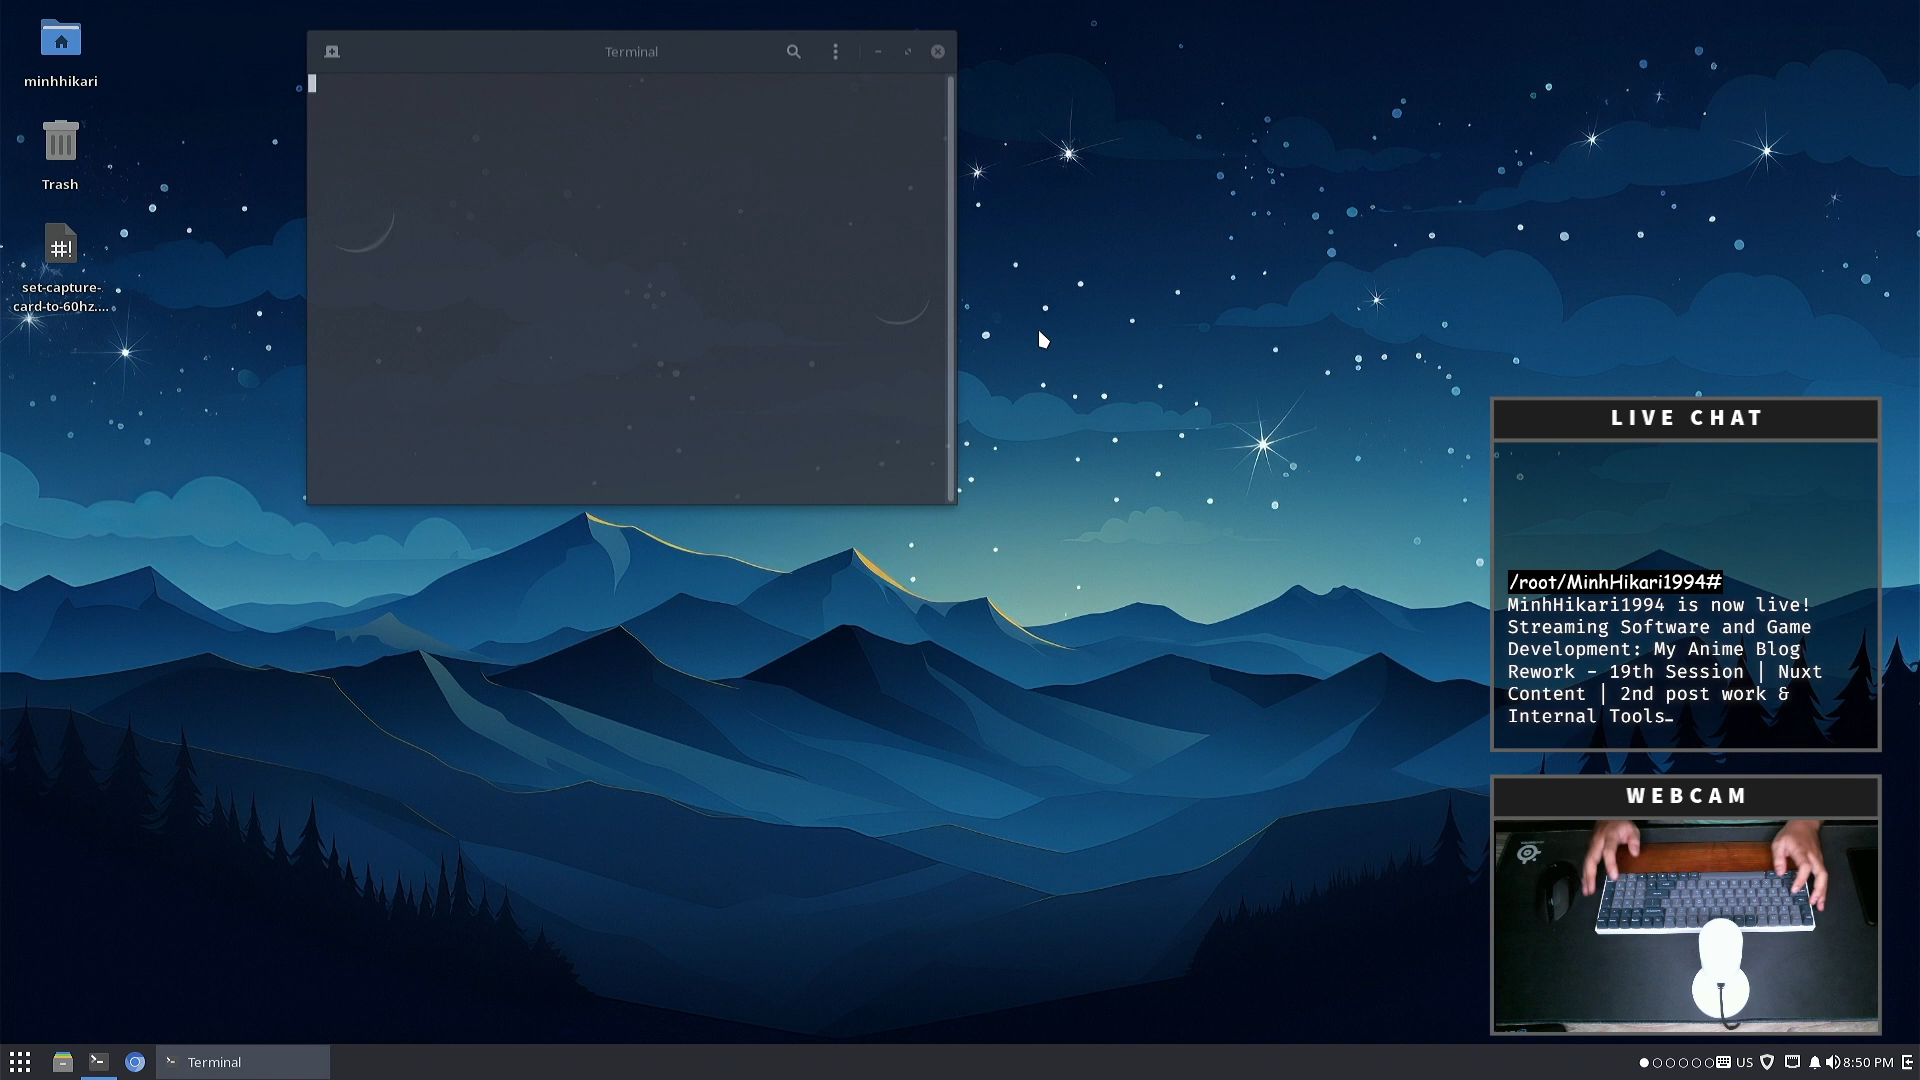 minhhikari
Trash
#!
set-capture-
card-to-60hz....
Terminal
LIVE CHAT
/root/MinhHikari1994#
MinhHikari1994 is now live!
Streaming Software and Game
Development: My Anime Blog
Rework - 19th Session | Nuxt
Content | 2nd post work &
Internal Tools_
WEBCAM
Terminal
US
8:50 PM